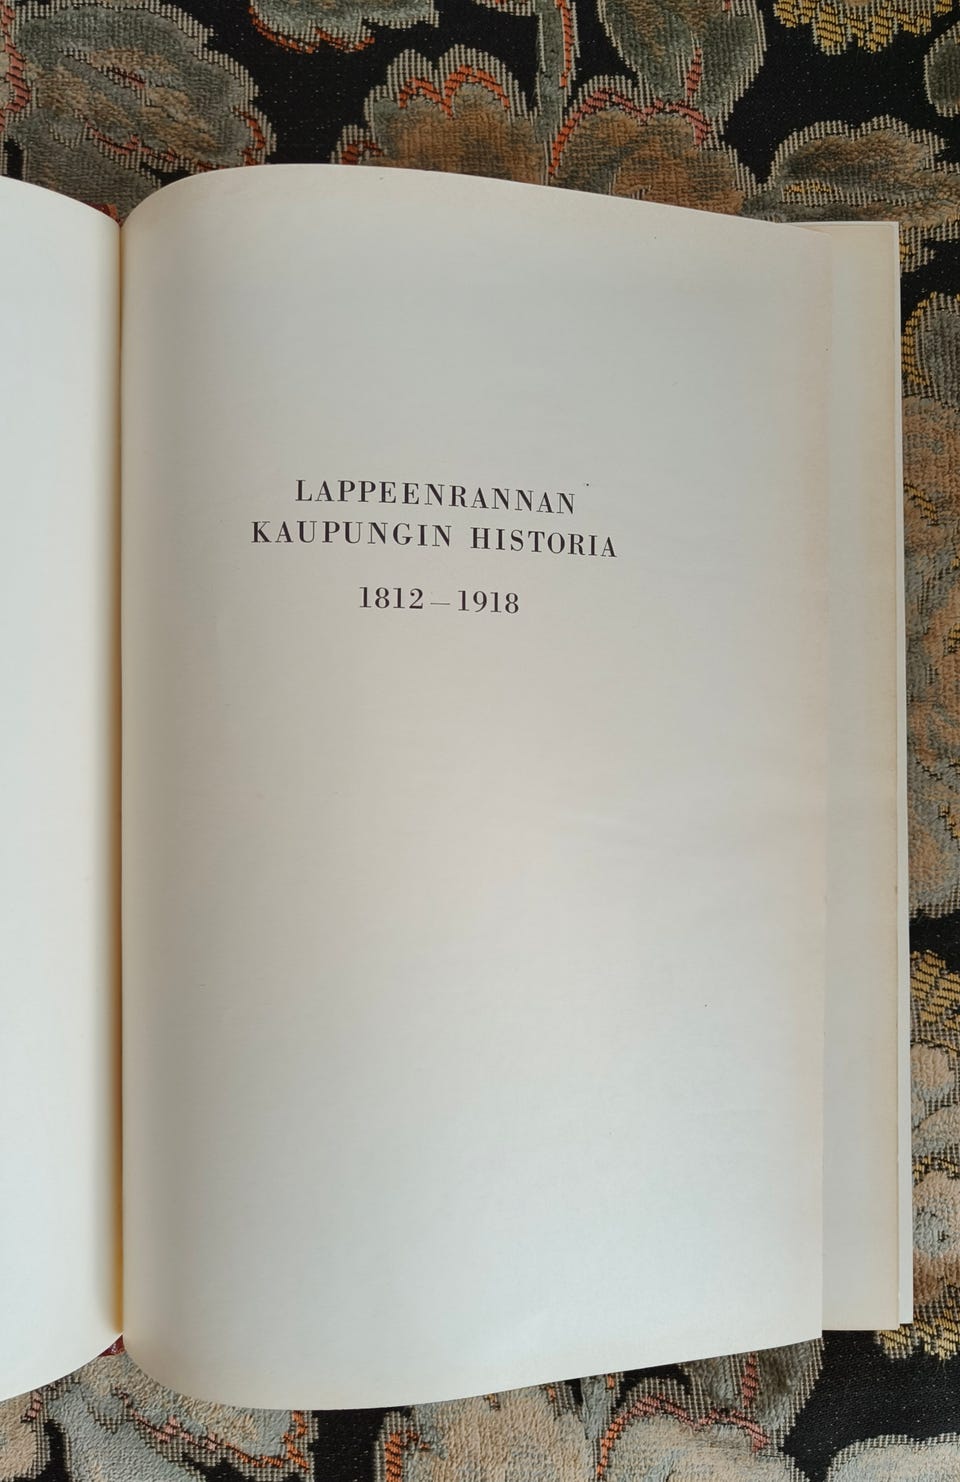 LAPPEENRANNAN
KAUPUNGIN HISTORIA
1812—1918